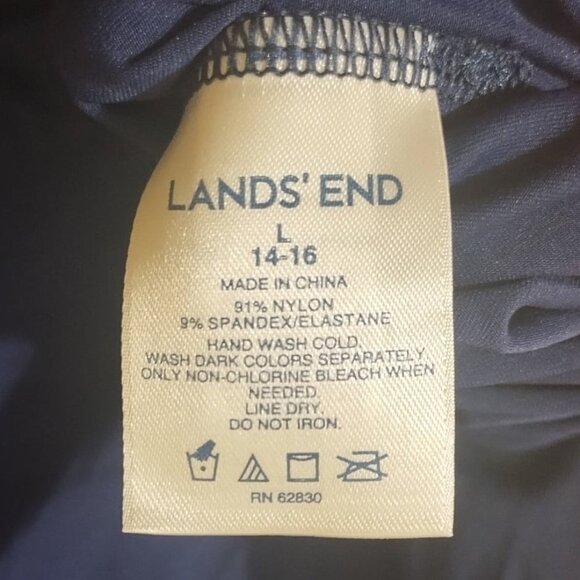 LANDS' END
L
14-16
MADE IN CHINA
91% NYLON
9% SPANDEX/ELASTANE
HAND WASH COLD.
WASH DARK COLORS SEPARATELY.
ONLY NON-CHLORINE BLEACH WHEN
NEEDED.
LINE DRY.
DO NOT IRON.
RN 62830